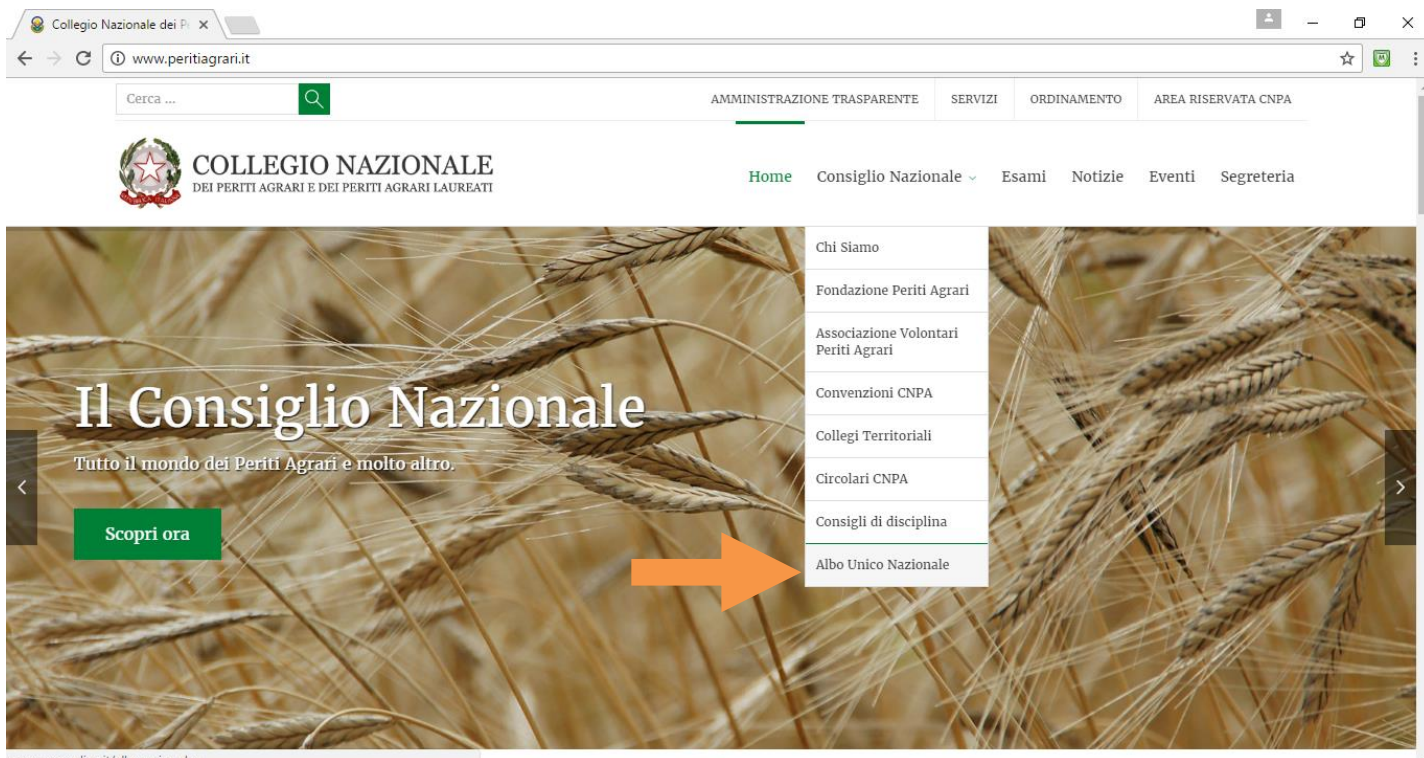 Collegio Nazionale dei P
www.peritiagrari.it
Cerca ...
AMMINISTRAZIONE TRASPARENTE
SERVIZI
ORDINAMENTO
AREA RISERVATA CNPA
COLLEGIO NAZIONALE
DEI PERITI AGRARI E DEI PERITI AGRARI LAUREATI
Home
Consiglio Nazionale
Esami
Notizie
Eventi
Segreteria
Chi Siamo
Fondazione Periti Agrari
Associazione Volontari
Periti Agrari
Convenzioni CNPA
Collegi Territoriali
Circolari CNPA
Consigli di disciplina
Albo Unico Nazionale
Il Consiglio Nazionale
Tutto il mondo dei Periti Agrari e molto altro.
Scopri ora